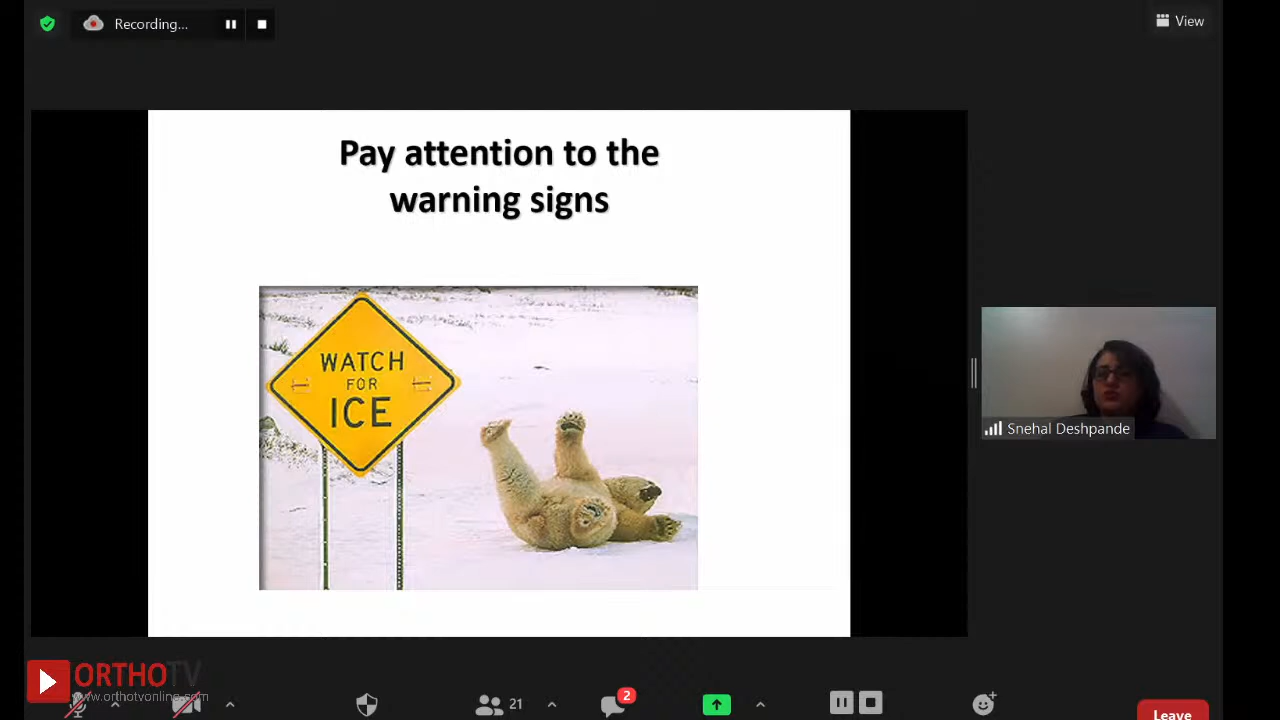 Recording...
View
Pay attention to the
warning signs
WATCH
FOR
ICE
Snehal Deshpande
ORTHOTV
www.orthotvonline.com
21
2
Leave